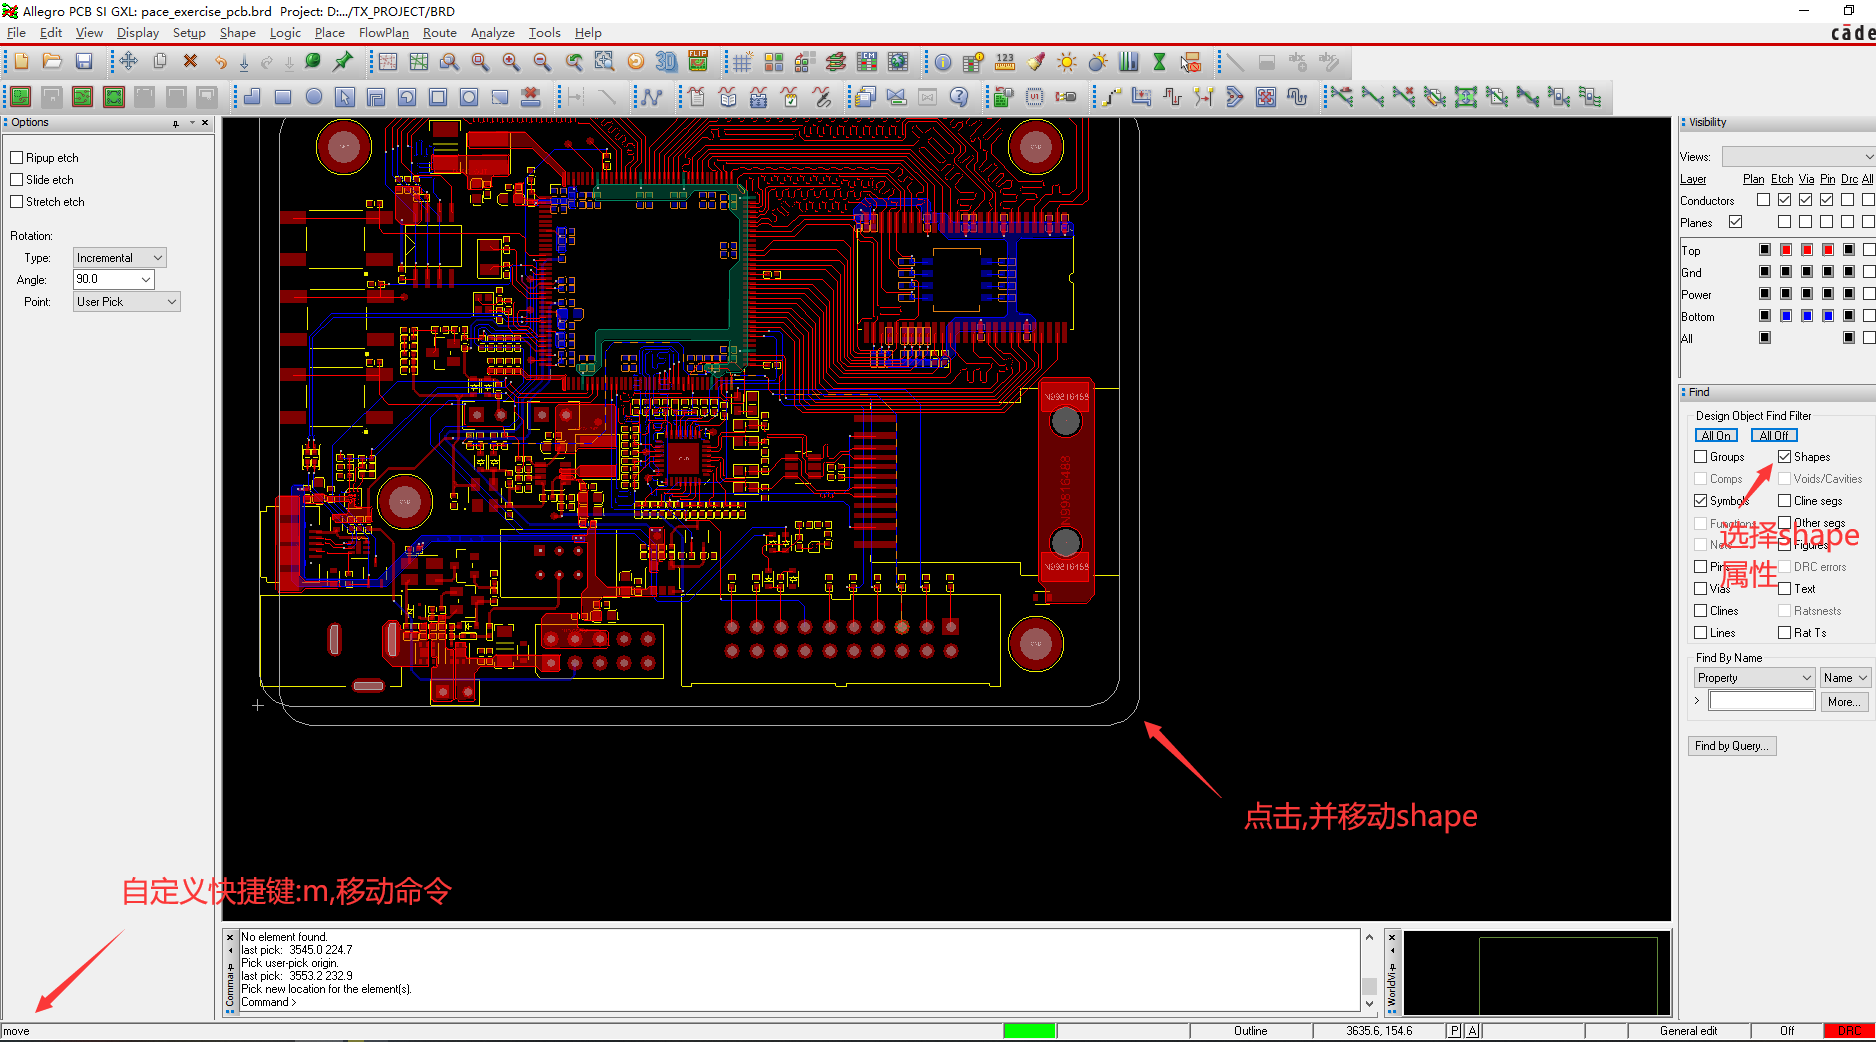 Allegro PCB SI GXL: pace_exercise_pcb.brd  Project: D:.../TX_PROJECT/BRD
File Edit View Display Setup Shape Logic Place FlowPlan Route Analyze Tools Help
cāde
Options
Ripup etch
Slide etch
Stretch etch
Rotation:
Type: Incremental
Angle: 90.0
Point: User Pick
Visibility
Views:
Layer Plan Etch Via Pin Drc All
Conductors
Planes
Top
Gnd
Power
Bottom
All
Find
Design Object Find Filter
All On All Off
Groups Shapes
Comps Voids/Cavities
Symbols Cline segs
Functions Other segs
Nets Figures
Pins DRC errors
Vias Text
Clines Ratsnests
Lines Rat Ts
选择shape
属性
Find By Name
Property Name
> More...
Find by Query...
N99816488
N99816488
N99816488
点击,并移动shape
自定义快捷键:m,移动命令
No element found.
last pick:  3545.0 224.7
Pick user-pick origin.
last pick:  3553.2 232.9
Pick new location for the element(s).
Command >
Command
WorldVi
move
Outline
3635.6, 154.6
P A
General edit
Off
DRC